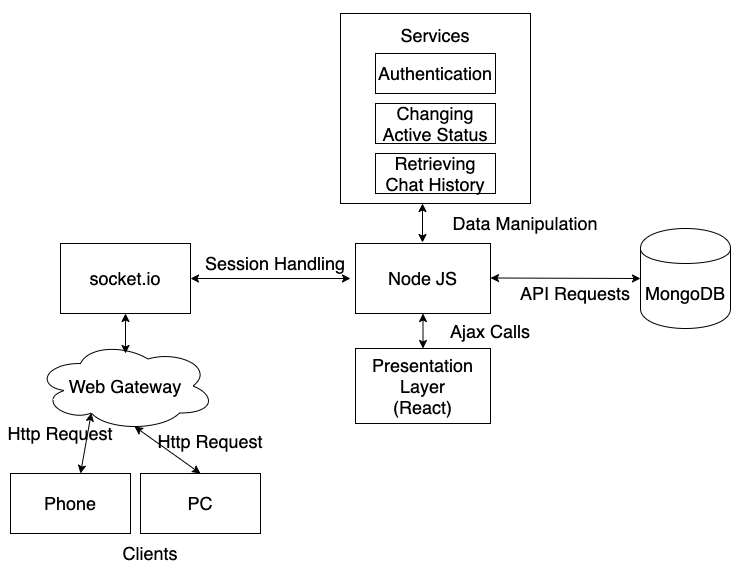 Services
Authentication
Changing
Active Status
Retrieving
Chat History
Data Manipulation
socket.io
Session Handling
Node JS
API Requests
MongoDB
Ajax Calls
Presentation
Layer
(React)
Web Gateway
Http Request
Http Request
Phone
PC
Clients